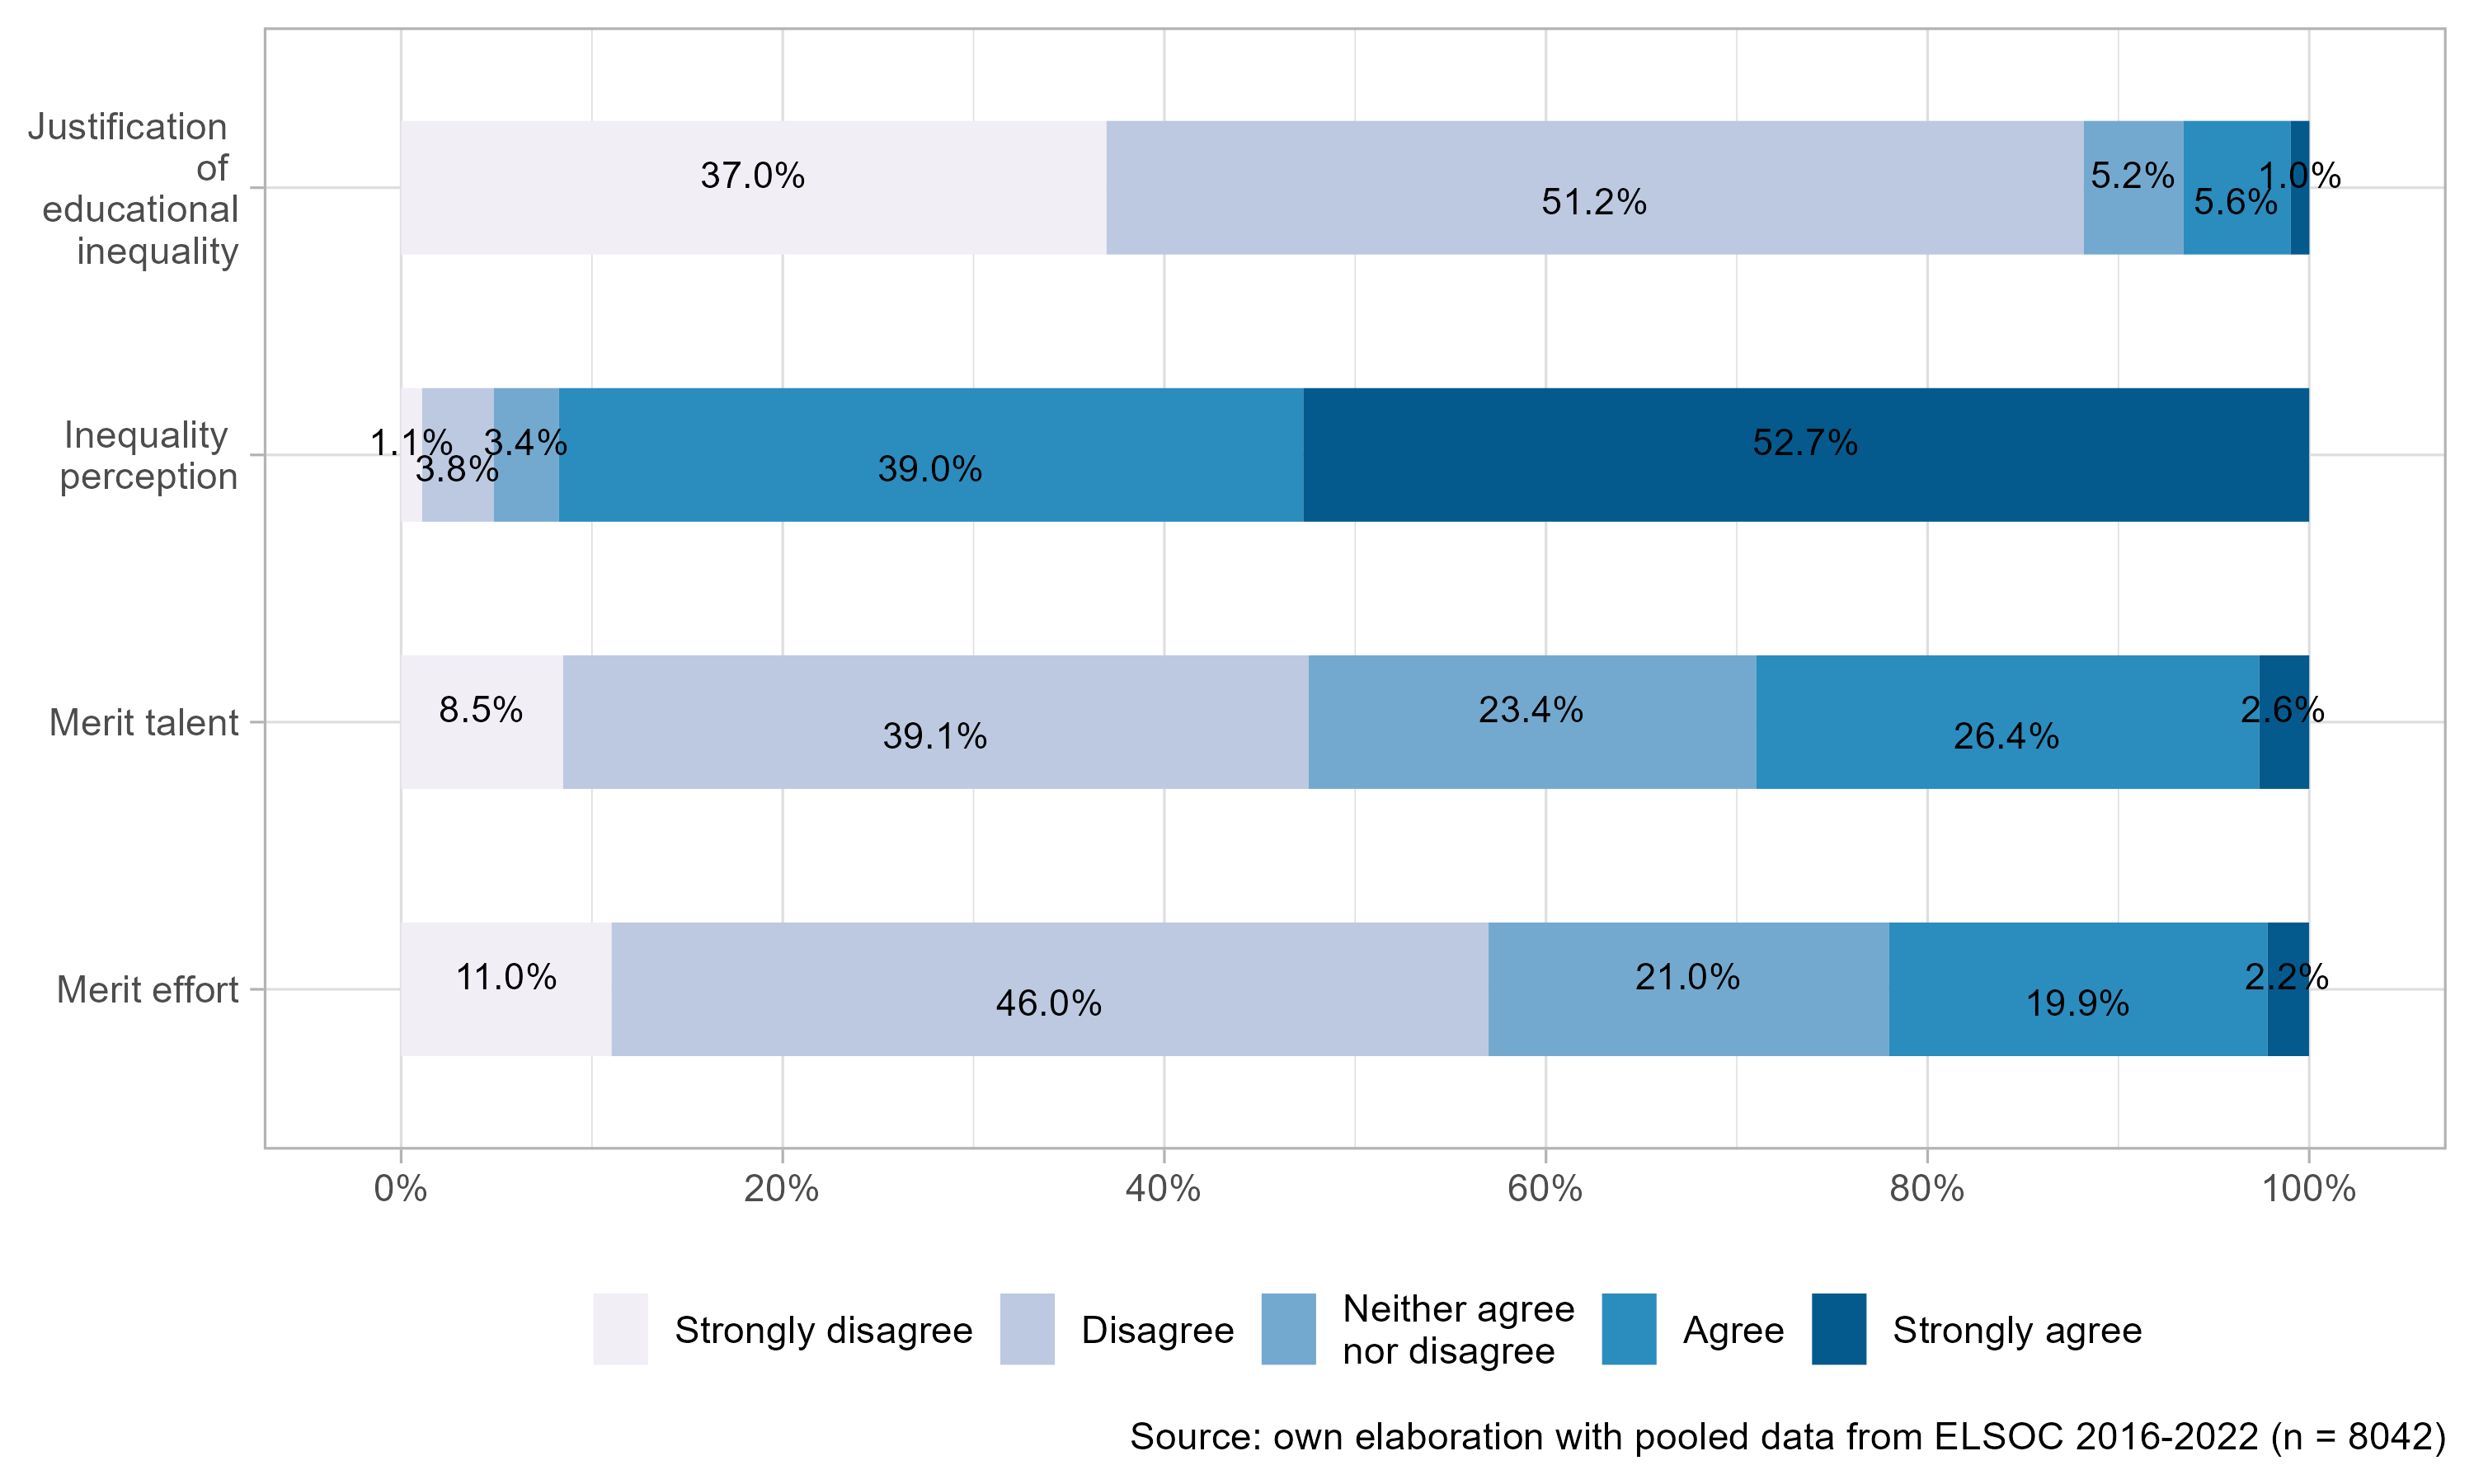 Justification
of
educational
inequality
37.0%
51.2%
5.2%
5.6%
1.0%
Inequality
perception
1.1%
3.8%
3.4%
39.0%
52.7%
Merit talent
8.5%
39.1%
23.4%
26.4%
2.6%
Merit effort
11.0%
46.0%
21.0%
19.9%
2.2%
0% 20% 40% 60% 80% 100%
Strongly disagree
Disagree
Neither agree
nor disagree
Agree
Strongly agree
Source: own elaboration with pooled data from ELSOC 2016-2022 (n = 8042)